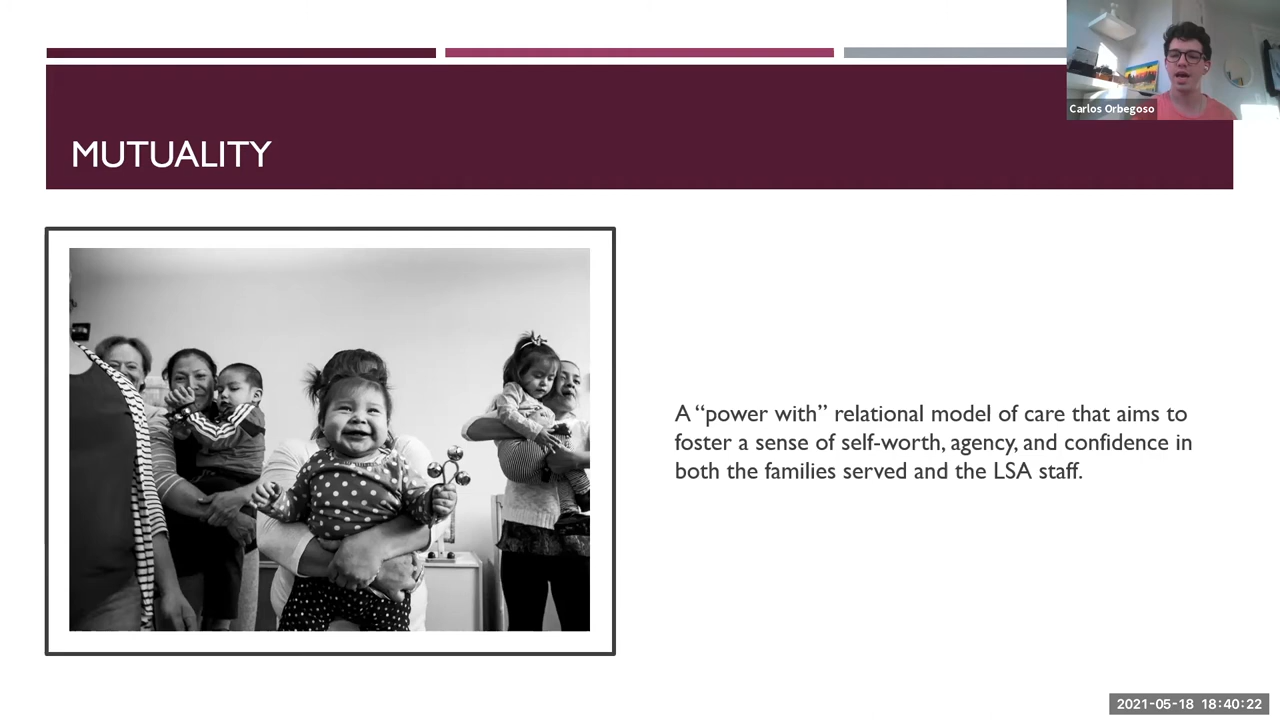 Carlos Orbegoso
MUTUALITY
A “power with” relational model of care that aims to
foster a sense of self-worth, agency, and confidence in
both the families served and the LSA staff.
2021-05-18 18:40:22